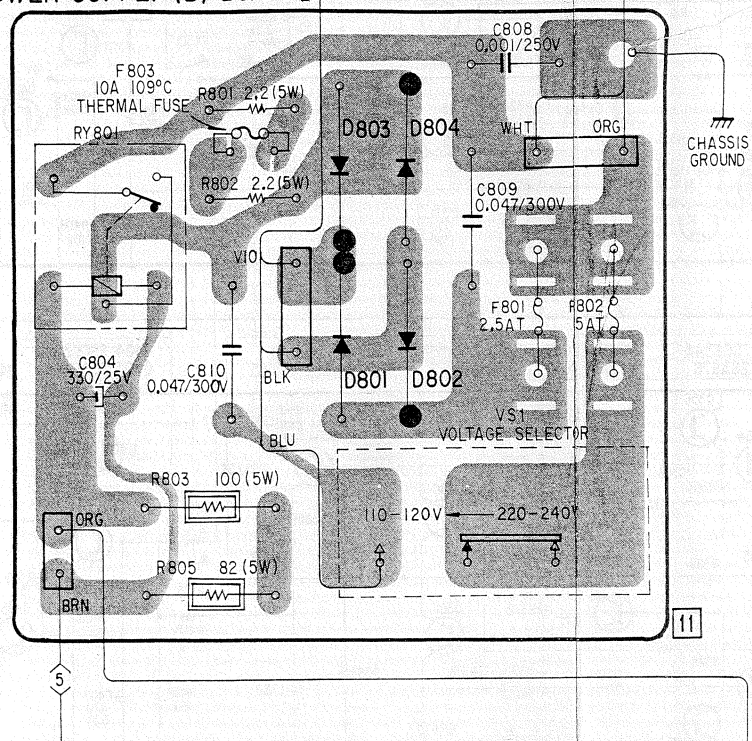 C808
0,001/250V
F803
10A 109°C
THERMAL FUSE
R801 2.2(5W)
RY801
D803
D804
WHT
ORG
CHASSIS
GROUND
R802 2.2(5W)
C809
0.047/300V
VIO
F801
2,5AT
F802
5AT
C804
330/25V
C810
0,047/300V
BLK
D801
D802
VS1
VOLTAGE SELECTOR
BLU
R803 100(5W)
ORG
110-120V
220-240V
R805 82(5W)
BRN
11
5